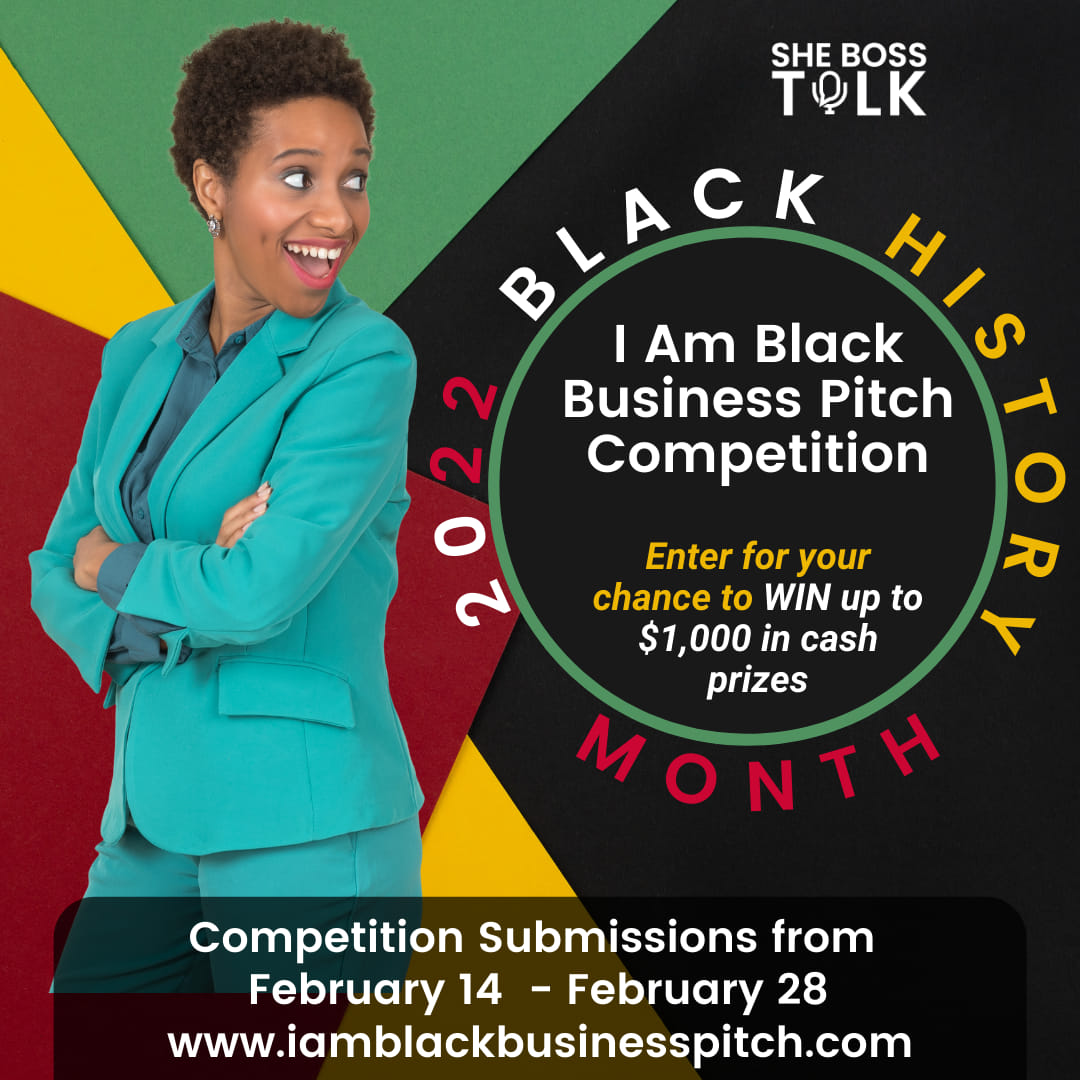 SHE BOSS
TALK
2022 BLACK HISTORY
MONTH
I Am Black
Business Pitch
Competition
Enter for your
chance to WIN up to
$1,000 in cash
prizes
Competition Submissions from
February 14 - February 28
www.iamblackbusinesspitch.com